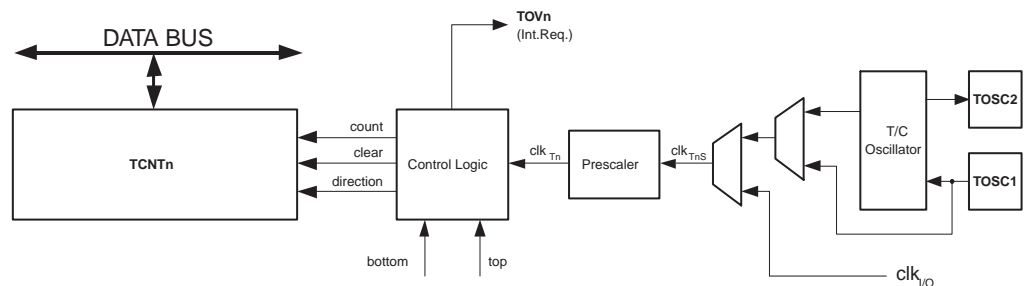 DATA BUS
TOVn
(Int.Req.)
TCNTn
count
clear
direction
Control Logic
bottom
top
clk Tn
Prescaler
clk TnS
T/C
Oscillator
TOSC2
TOSC1
clk I/O